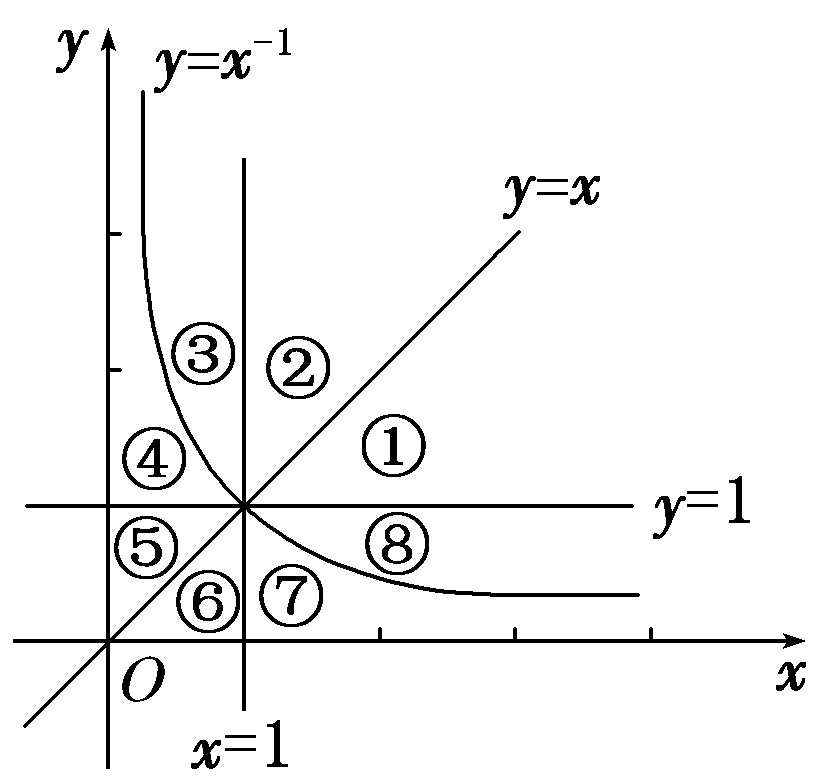 y
y=x⁻¹
y=x
③ ②
④ ①
y=1
⑤ ⑧
⑥ ⑦
O
x
x=1